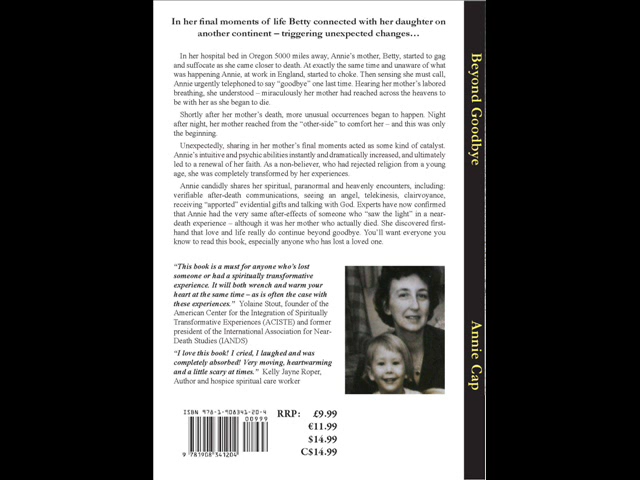 In her final moments of life Betty connected with her daughter on
another continent – triggering unexpected changes…
In her hospital bed in Oregon 5000 miles away, Annie's mother, Betty, started to gag
and suffocate as she came closer to death. At exactly the same time and unaware of what
was happening Annie, at work in England, started to choke. Then sensing she must call,
Annie urgently telephoned to say "goodbye" one last time. Hearing her mother's labored
breathing, she understood – miraculously her mother had reached across the heavens to
be with her as she began to die.
Shortly after her mother's death, more unusual occurrences began to happen. Night
after night, her mother reached from the "other-side" to comfort her – and this was only
the beginning.
Unexpectedly, sharing in her mother's final moments acted as some kind of catalyst.
Annie's intuitive and psychic abilities instantly and dramatically increased, and ultimately
led to a renewal of her faith. As a non-believer, who had rejected religion from a young
age, she was completely transformed by her experiences.
Annie candidly shares her spiritual, paranormal and heavenly encounters, including:
verifiable after-death communications, seeing an angel, telekinesis, clairvoyance,
receiving "apported" evidential gifts and talking with God. Experts have now confirmed
that Annie had the very same after-effects of someone who "saw the light" in a near-
death experience – although it was her mother who actually died. She discovered first-
hand that love and life really do continue beyond goodbye. You'll want everyone you
know to read this book, especially anyone who has lost a loved one.
"This book is a must for anyone who's lost
someone or had a spiritually transformative
experience. It will both wrench and warm your
heart at the same time – as is often the case with
these experiences." Yolaine Stout, founder of the
American Center for the Integration of Spiritually
Transformative Experiences (ACISTE) and former
president of the International Association for Near-
Death Studies (IANDS)
"I love this book! I cried, I laughed and was
completely absorbed! Very moving, heartwarming
and a little scary at times." Kelly Jayne Roper,
Author and hospice spiritual care worker
ISBN 978-1-908341-20-4
00999
9 781908 341204
RRP: £9.99
€11.99
$14.99
C$14.99
Beyond Goodbye
Annie Cap